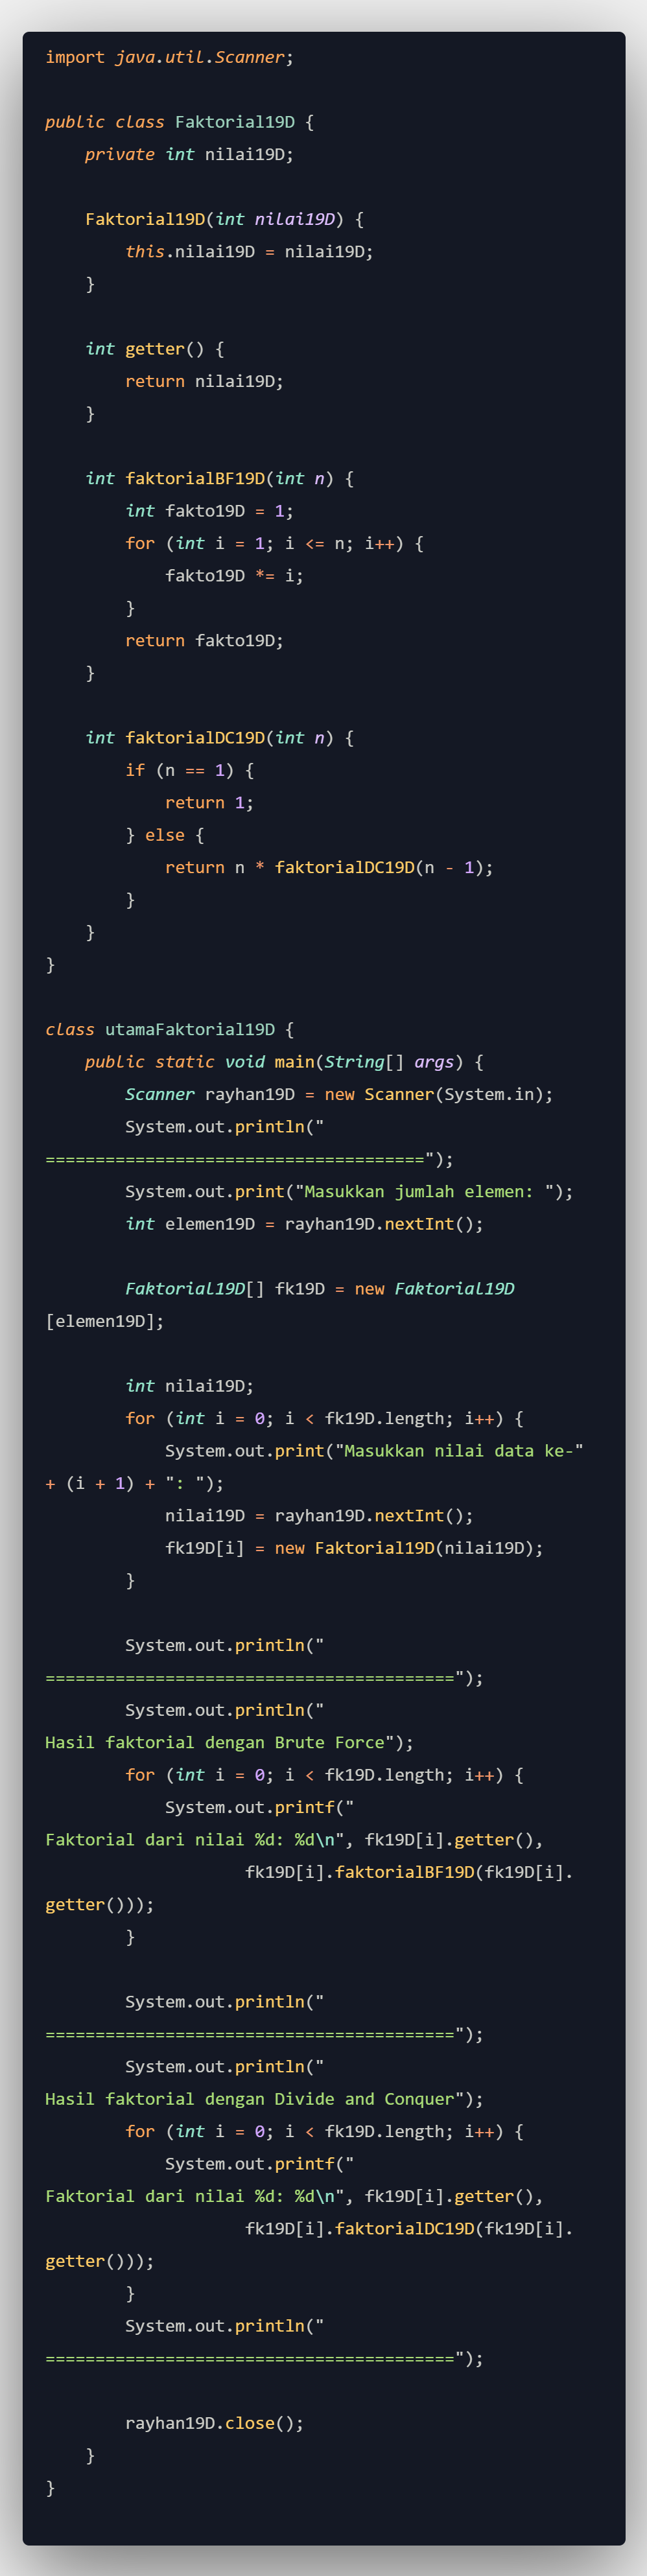 import java.util.Scanner;
public class Faktorial19D {
    private int nilai19D;
    Faktorial19D(int nilai19D) {
        this.nilai19D = nilai19D;
    }
    int getter() {
        return nilai19D;
    }
    int faktorialBF19D(int n) {
        int fakto19D = 1;
        for (int i = 1; i <= n; i++) {
            fakto19D *= i;
        }
        return fakto19D;
    }
    int faktorialDC19D(int n) {
        if (n == 1) {
            return 1;
        } else {
            return n * faktorialDC19D(n - 1);
        }
    }
}
class utamaFaktorial19D {
    public static void main(String[] args) {
        Scanner rayhan19D = new Scanner(System.in);
        System.out.println("
======================================");
        System.out.print("Masukkan jumlah elemen: ");
        int elemen19D = rayhan19D.nextInt();
        Faktorial19D[] fk19D = new Faktorial19D
[elemen19D];
        int nilai19D;
        for (int i = 0; i < fk19D.length; i++) {
            System.out.print("Masukkan nilai data ke-"
+ (i + 1) + ": ");
            nilai19D = rayhan19D.nextInt();
            fk19D[i] = new Faktorial19D(nilai19D);
        }
        System.out.println("
=========================================");
        System.out.println("
Hasil faktorial dengan Brute Force");
        for (int i = 0; i < fk19D.length; i++) {
            System.out.printf("
Faktorial dari nilai %d: %d\n", fk19D[i].getter(),
                    fk19D[i].faktorialBF19D(fk19D[i].
getter()));
        }
        System.out.println("
=========================================");
        System.out.println("
Hasil faktorial dengan Divide and Conquer");
        for (int i = 0; i < fk19D.length; i++) {
            System.out.printf("
Faktorial dari nilai %d: %d\n", fk19D[i].getter(),
                    fk19D[i].faktorialDC19D(fk19D[i].
getter()));
        }
        System.out.println("
=========================================");
        rayhan19D.close();
    }
}